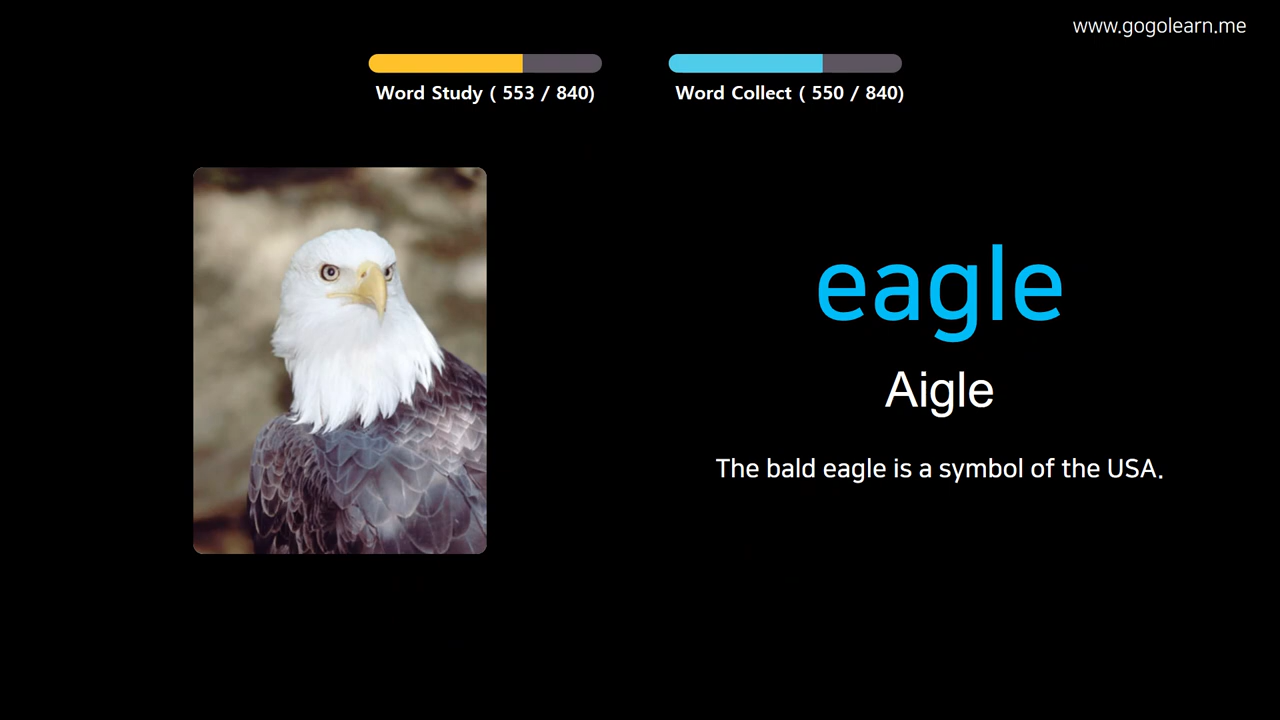 www.gogolearn.me
Word Study ( 553 / 840)
Word Collect ( 550 / 840)
eagle
Aigle
The bald eagle is a symbol of the USA.